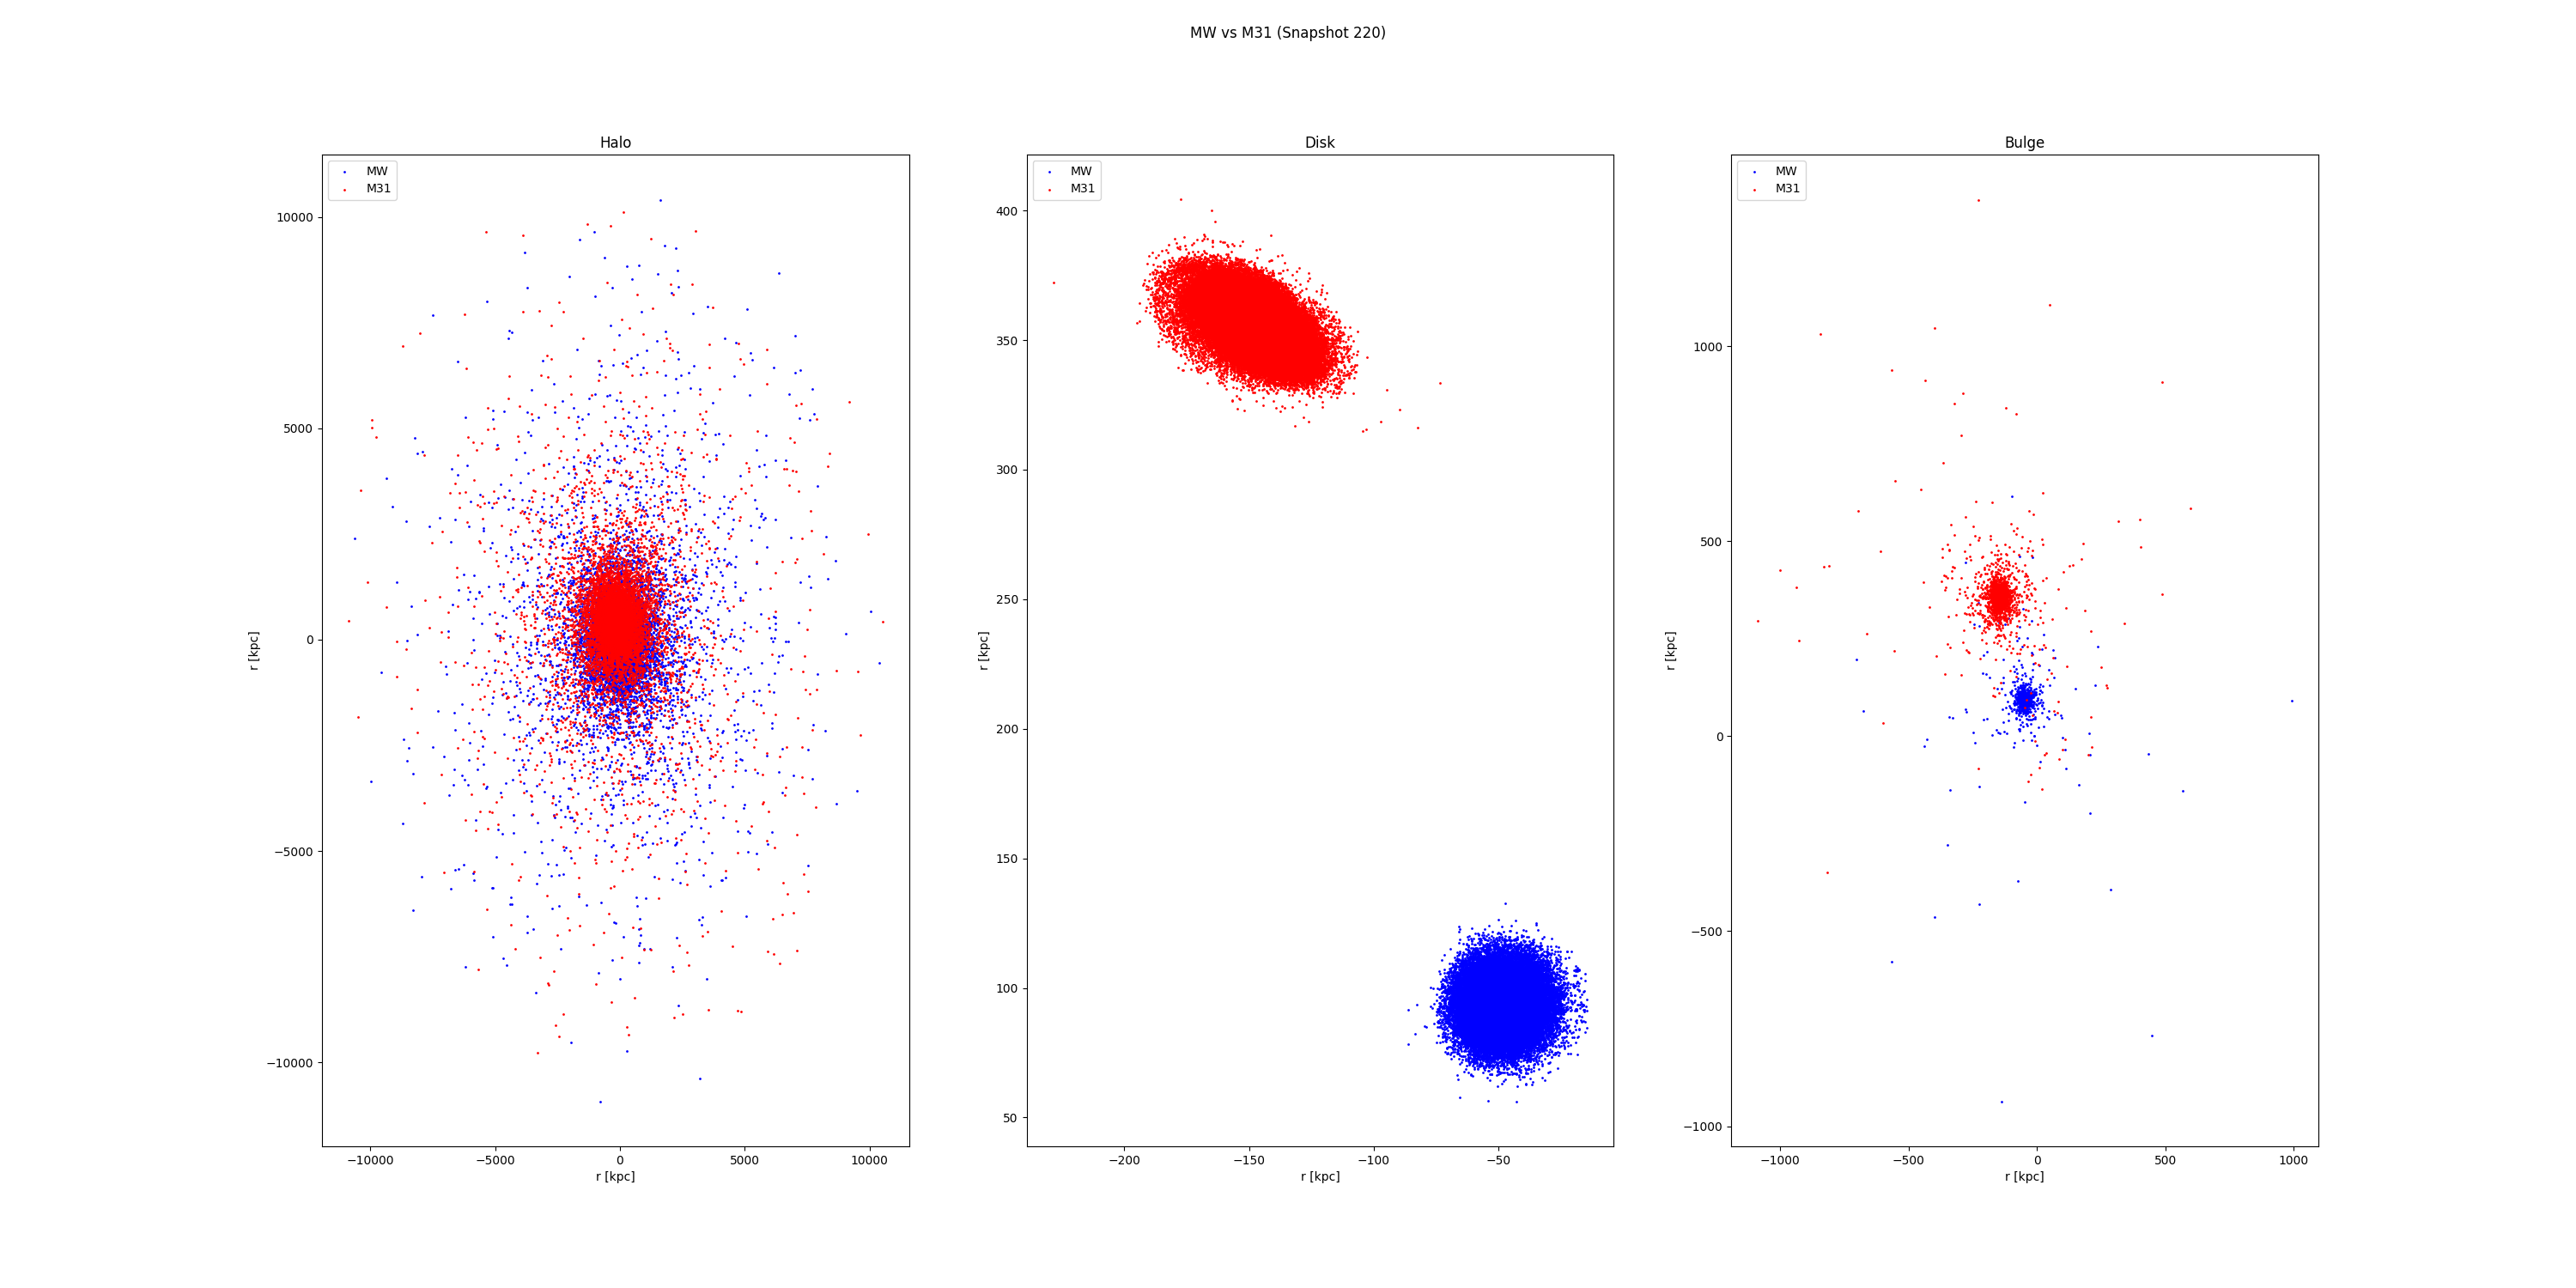 MW vs M31 (Snapshot 220)
Halo
MW
M31
10000
5000
0
−5000
−10000
r [kpc]
−10000 −5000 0 5000 10000
r [kpc]
Disk
MW
M31
400
350
300
250
200
150
100
50
r [kpc]
−200 −150 −100 −50
r [kpc]
Bulge
MW
M31
1000
500
0
−500
−1000
r [kpc]
−1000 −500 0 500 1000
r [kpc]